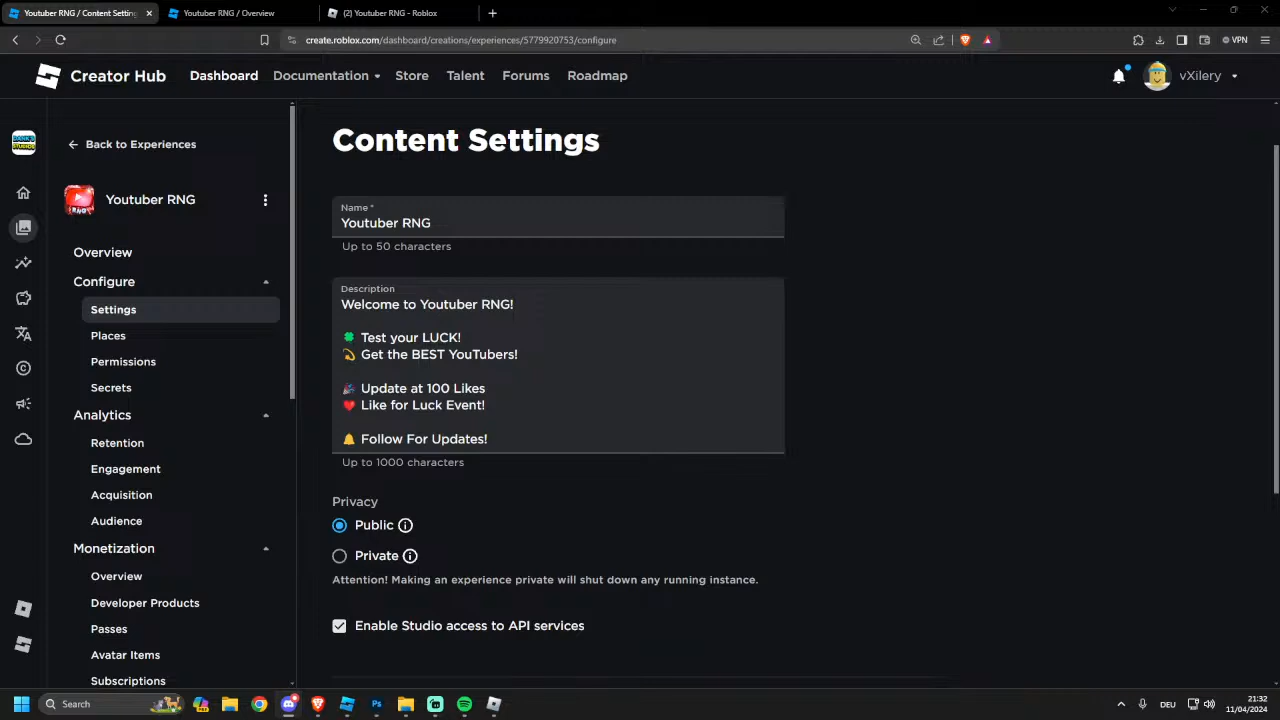 Youtuber RNG / Content Setting
Youtuber RNG / Overview
(2) Youtuber RNG - Roblox
create.roblox.com/dashboard/creations/experiences/5779920753/configure
VPN
Creator Hub
Dashboard
Documentation
Store
Talent
Forums
Roadmap
vXilery
Back to Experiences
Youtuber RNG
Overview
Configure
Settings
Places
Permissions
Secrets
Analytics
Retention
Engagement
Acquisition
Audience
Monetization
Overview
Developer Products
Passes
Avatar Items
Subscriptions
Content Settings
Name *
Youtuber RNG
Up to 50 characters
Description
Welcome to Youtuber RNG!
🍀 Test your LUCK!
💫 Get the BEST YouTubers!
🎉 Update at 100 Likes
❤️ Like for Luck Event!
🔔 Follow For Updates!
Up to 1000 characters
Privacy
Public
Private
Attention! Making an experience private will shut down any running instance.
Enable Studio access to API services
Search
Ps
DEU
21:32
11/04/2024